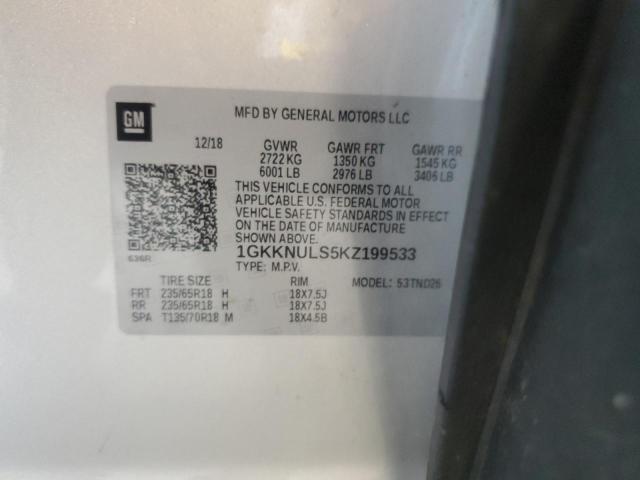 GM
MFD BY GENERAL MOTORS LLC
12/18 GVWR GAWR FRT GAWR RR
2722 KG 1350 KG 1545 KG
6001 LB 2976 LB 3406 LB
THIS VEHICLE CONFORMS TO ALL
APPLICABLE U.S. FEDERAL MOTOR
VEHICLE SAFETY STANDARDS IN EFFECT
ON THE DATE OF MANUFACTURE
SHOWN ABOVE.
636R 1GKKNULS5KZ199533
TYPE: M.P.V. MODEL: 53TND26
TIRE SIZE RIM
FRT 235/65R18 H 18X7.5J
RR 235/65R18 H 18X7.5J
SPA T135/70R18 M 18X4.5B